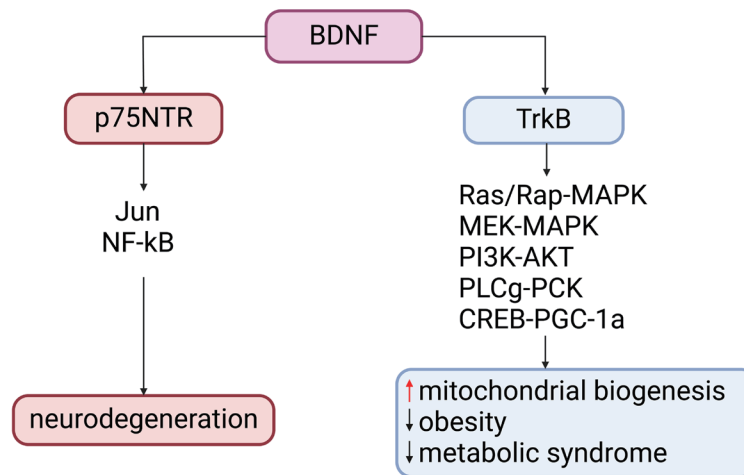 BDNF
p75NTR
Jun
NF-kB
neurodegeneration
TrkB
Ras/Rap-MAPK
MEK-MAPK
PI3K-AKT
PLCg-PCK
CREB-PGC-1a
↑ mitochondrial biogenesis
↓ obesity
↓ metabolic syndrome